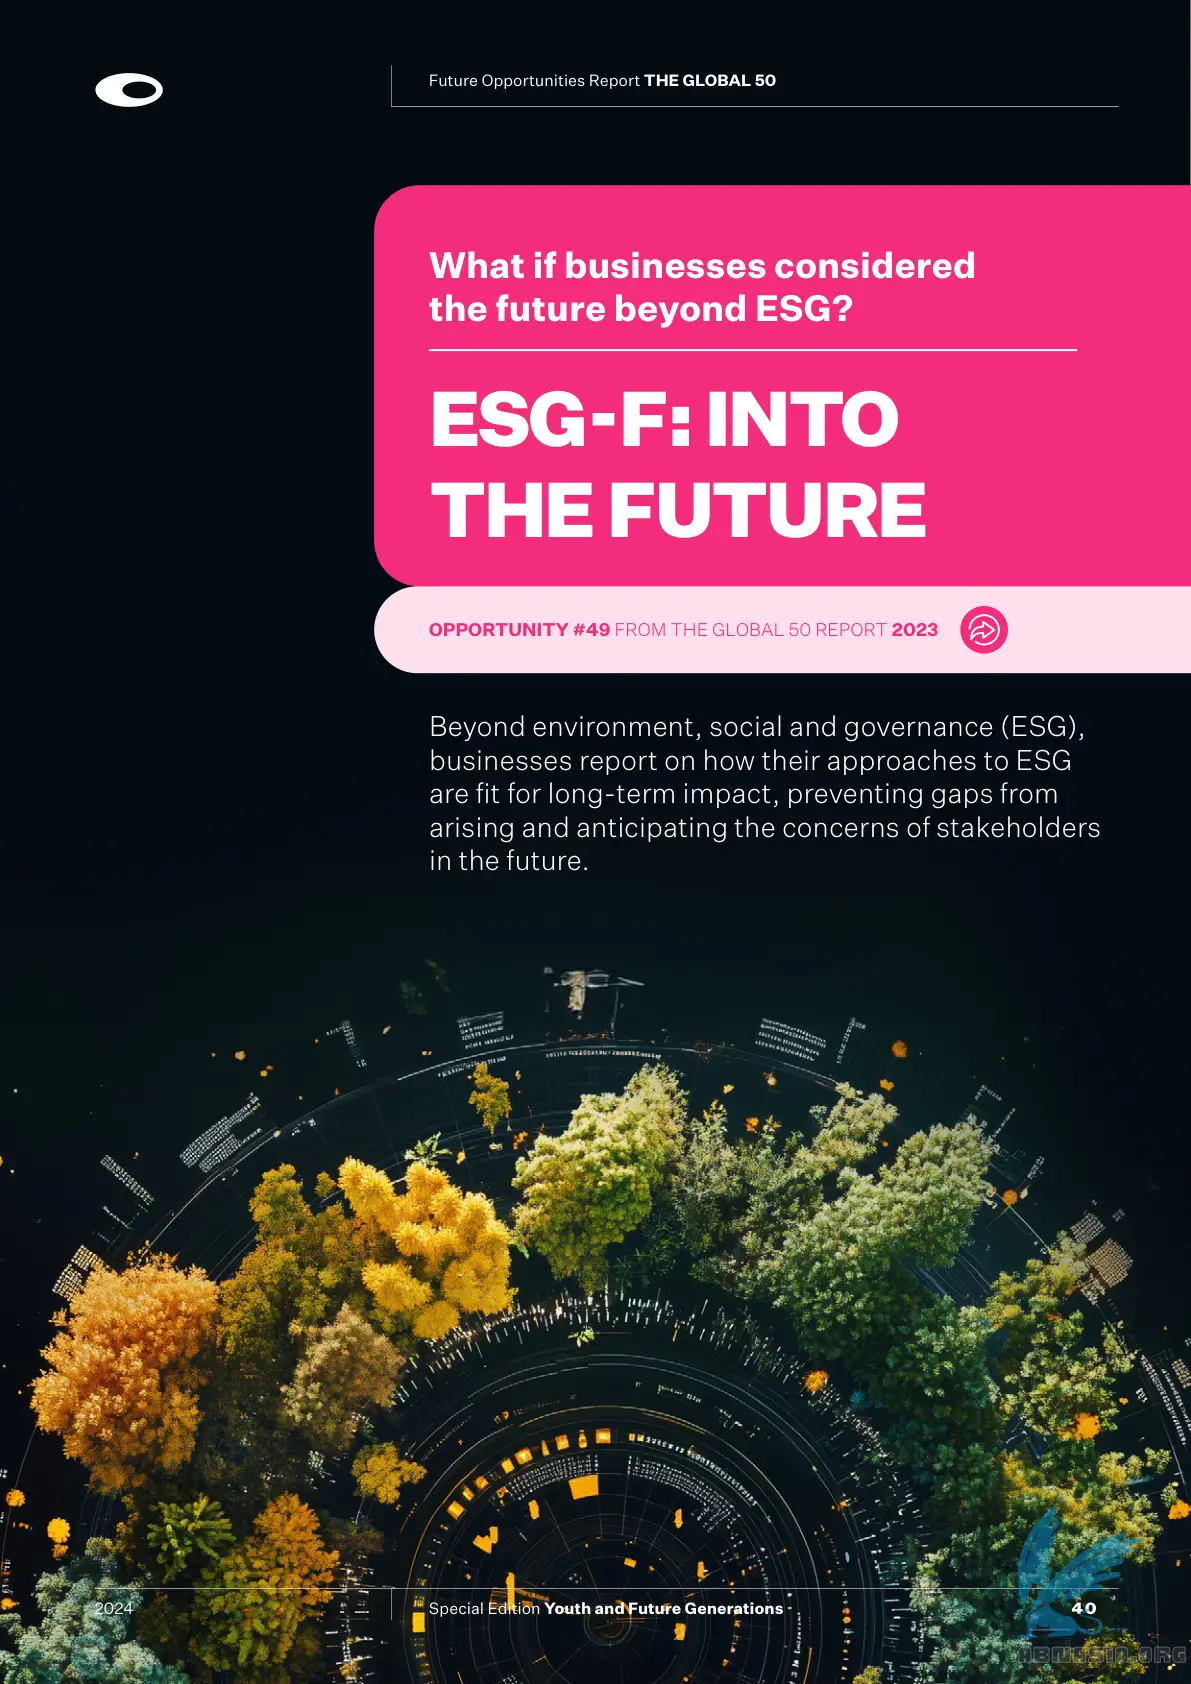 Future Opportunities Report THE GLOBAL 50
What if businesses considered
the future beyond ESG?
ESG-F: INTO
THE FUTURE
OPPORTUNITY #49 FROM THE GLOBAL 50 REPORT 2023
Beyond environment, social and governance (ESG),
businesses report on how their approaches to ESG
are fit for long-term impact, preventing gaps from
arising and anticipating the concerns of stakeholders
in the future.
2024
Special Edition Youth and Future Generations
40
ABNASIA.ORG